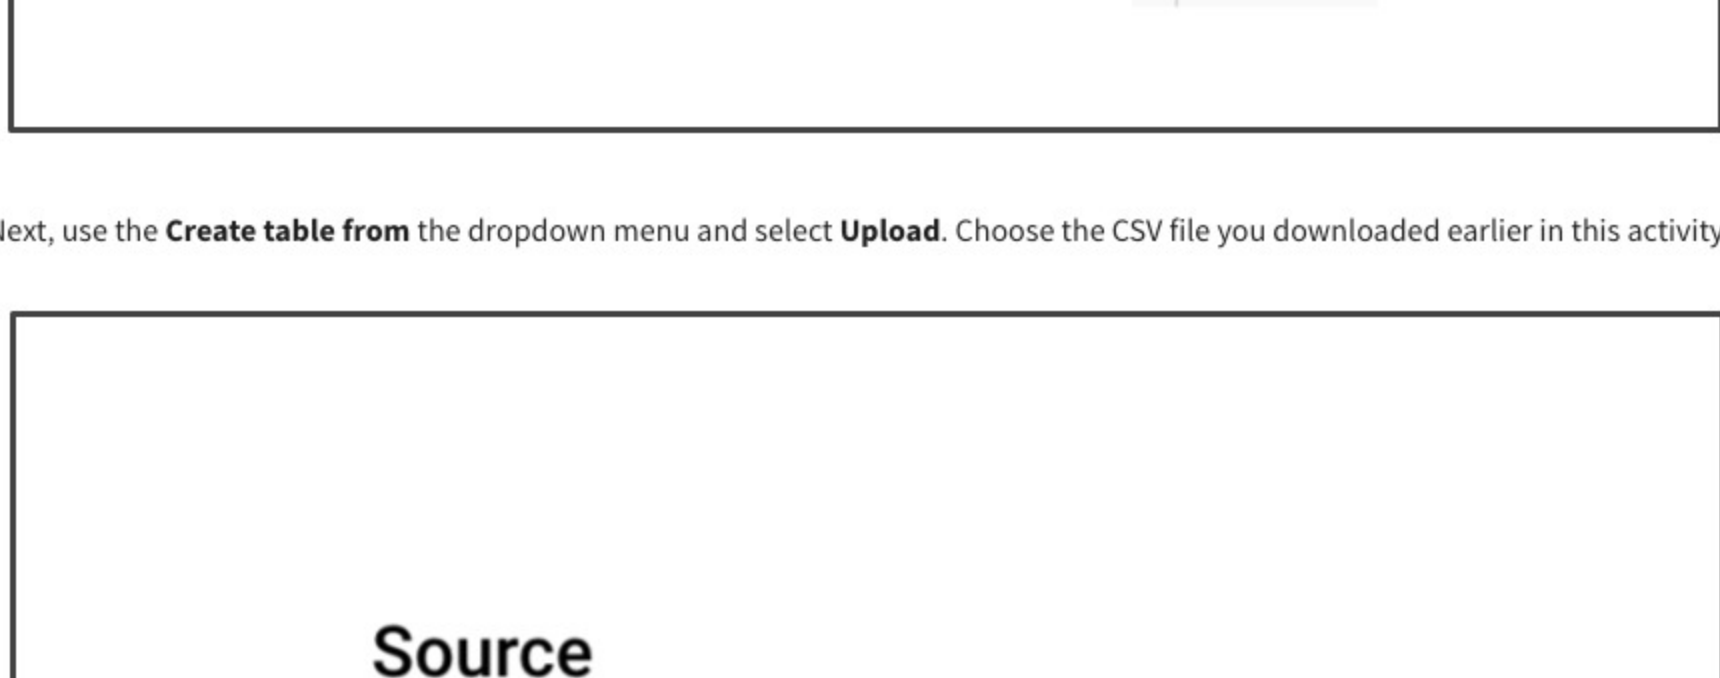 Next, use the Create table from the dropdown menu and select Upload. Choose the CSV file you downloaded earlier in this activity
Source